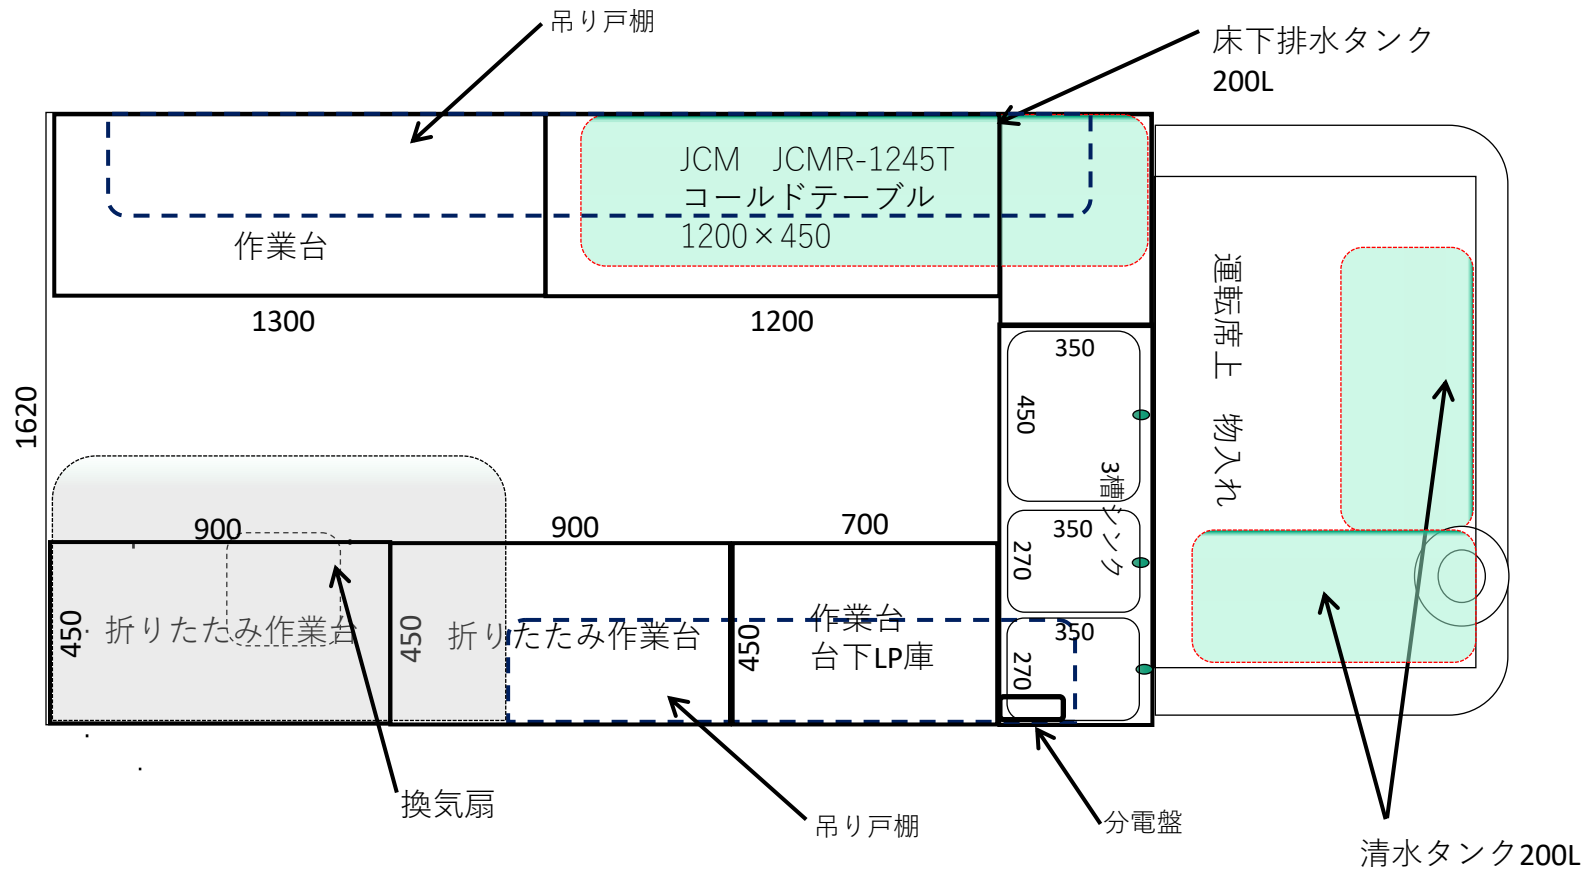 吊り戸棚
床下排水タンク
200L
JCM　JCMR-1245T
コールドテーブル
1200×450
作業台
1300
1200
運転席上　物入れ
1620
350
450
3槽シンク
900
900
700
350
270
450
折りたたみ作業台
450
折りたたみ作業台
450
作業台
台下LP庫
350
270
換気扇
吊り戸棚
分電盤
清水タンク200L